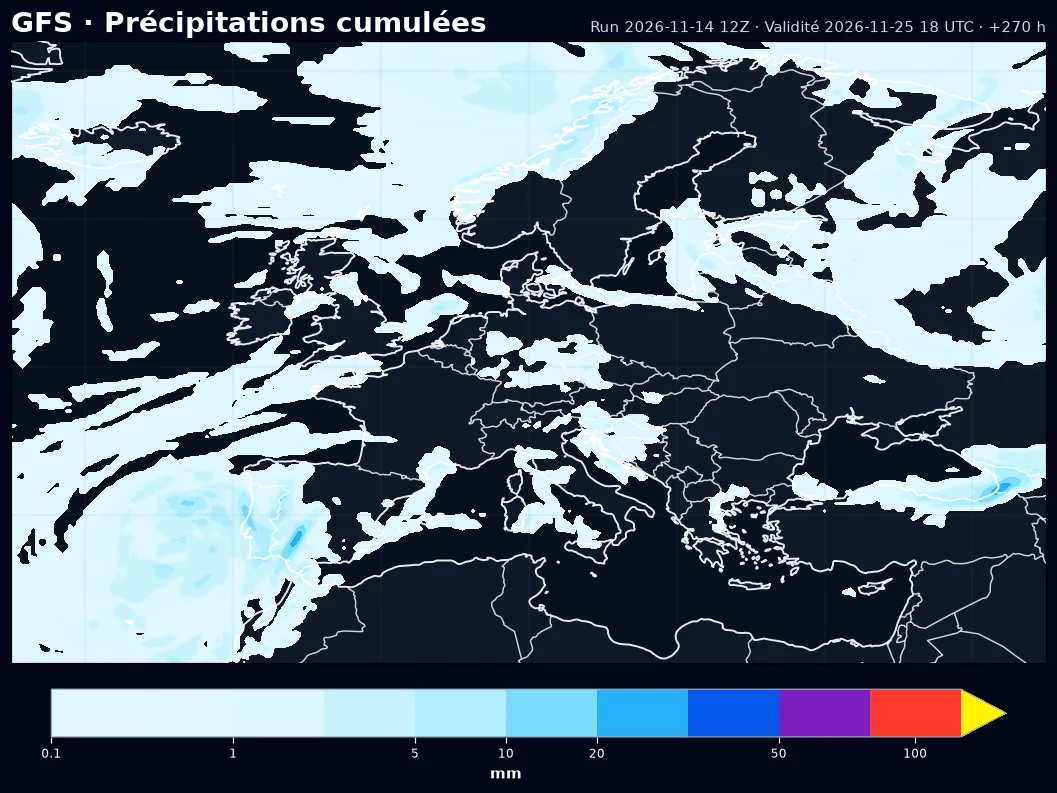 GFS · Précipitations cumulées
Run 2026-11-14 12Z · Validité 2026-11-25 18 UTC · +270 h
0.1 1 5 10 20 50 100
mm